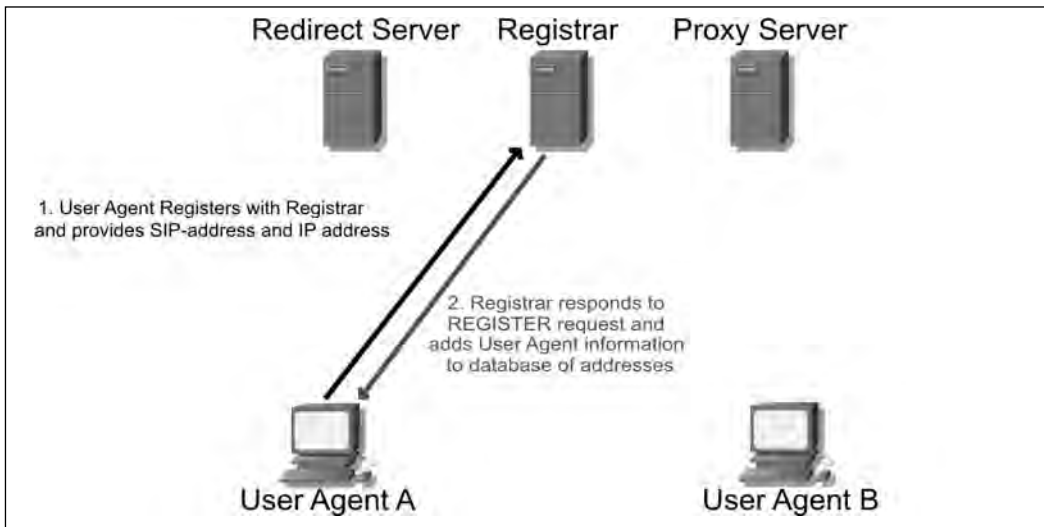 Redirect Server Registrar Proxy Server
1. User Agent Registers with Registrar
and provides SIP-address and IP address
2. Registrar responds to
REGISTER request and
adds User Agent information
to database of addresses
User Agent A User Agent B